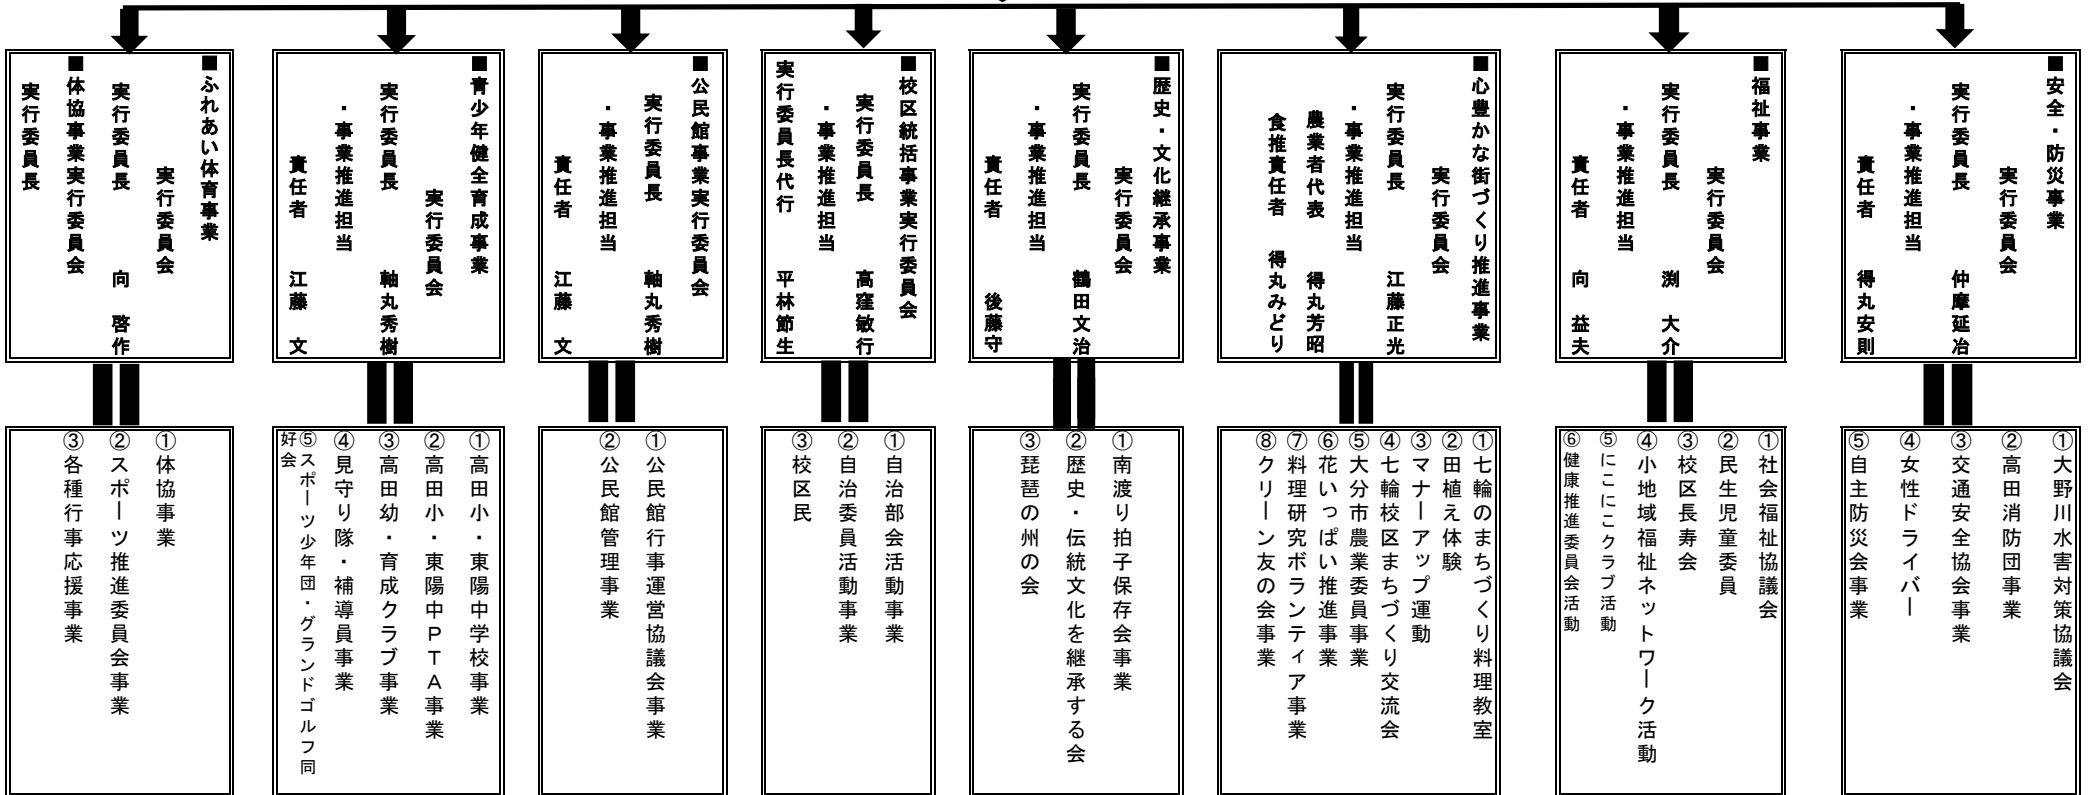 ■安全・防災事業
実行委員会
実行委員長 仲摩延治
・事業推進担当
責任者 得丸安則
■福祉事業
実行委員会
実行委員長 渕 大介
・事業推進担当
責任者 向 益夫
■心豊かな街づくり推進事業
実行委員会
実行委員長 江藤正光
・事業推進担当
農業者代表 得丸芳昭
食推責任者 得丸みどり
■歴史・文化継承事業
実行委員会
実行委員長 鶴田文治
・事業推進担当
責任者 後藤守
■校区統括事業実行委員会
実行委員長 高窪敏行
・事業推進担当
実行委員長代行 平林節生
■公民館事業実行委員会
実行委員長 軸丸秀樹
・事業推進担当
責任者 江藤 文
■青少年健全育成事業
実行委員会
実行委員長 軸丸秀樹
・事業推進担当
責任者 江藤 文
■ふれあい体育事業
実行委員会
実行委員長 向 啓作
■体協事業実行委員会
実行委員長
①大野川水害対策協議会
②高田消防団事業
③交通安全協会事業
④女性ドライバー
⑤自主防災会事業
①社会福祉協議会
②民生児童委員
③校区長寿会
④小地域福祉ネットワーク活動
⑤にこにこクラブ活動
⑥健康推進委員会活動
①七輪のまちづくり料理教室
②田植え体験
③マナーアップ運動
④七輪校区まちづくり交流会
⑤大分市農業委員事業
⑥花いっぱい推進事業
⑦料理研究ボランティア事業
⑧クリーン友の会事業
①南渡り拍子保存会事業
②歴史・伝統文化を継承する会
③琵琶の州の会
①自治部会活動事業
②自治委員活動事業
③校区民
①公民館行事運営協議会事業
②公民館管理事業
①高田小・東陽中学校事業
②高田小・東陽中PTA事業
③高田幼・育成クラブ事業
④見守り隊・補導員事業
⑤スポーツ少年団・グランドゴルフ同
好会
①体協事業
②スポーツ推進委員会事業
③各種行事応援事業